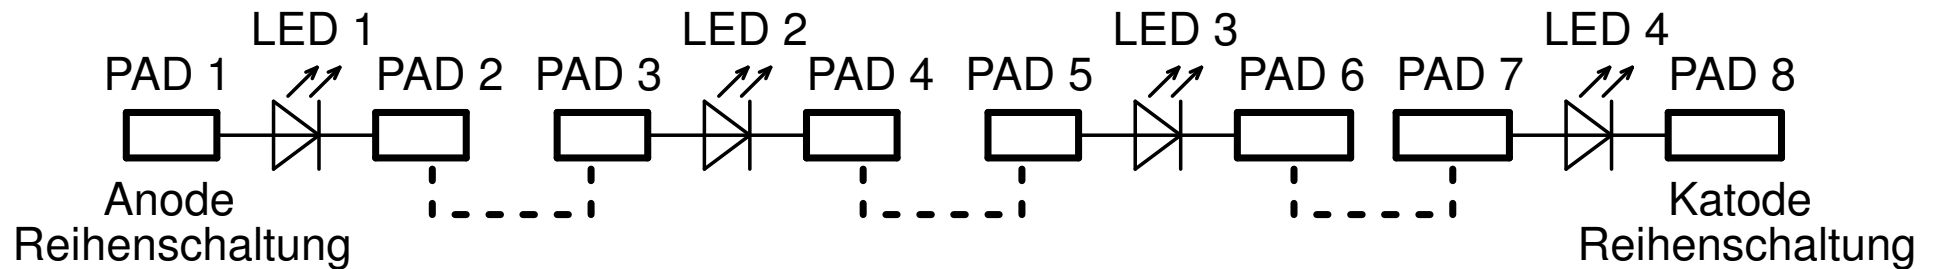 LED 1 LED 2 LED 3 LED 4
PAD 1 PAD 2 PAD 3 PAD 4 PAD 5 PAD 6 PAD 7 PAD 8
Anode Katode
Reihenschaltung Reihenschaltung